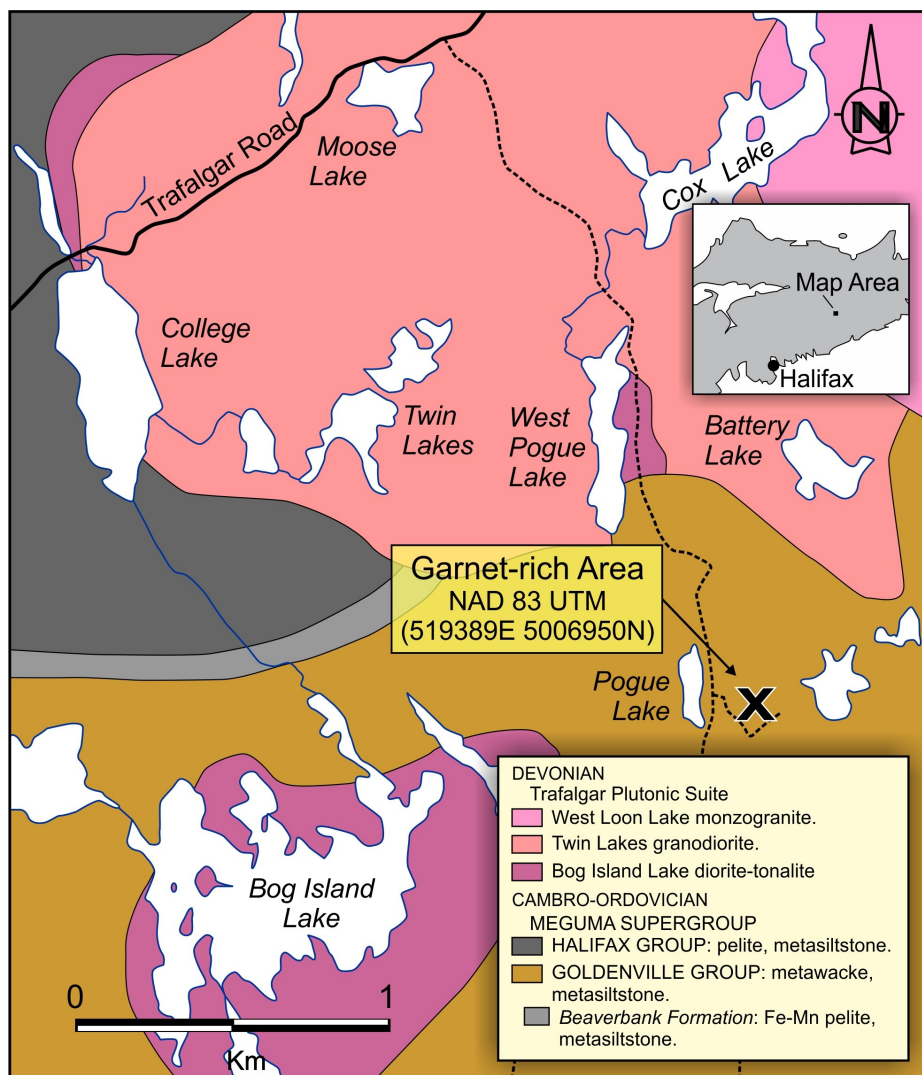 Moose
Lake
Trafalgar Road
Cox Lake
N
Map Area
Halifax
College
Lake
Twin
Lakes
West
Pogue
Lake
Battery
Lake
Garnet-rich Area
NAD 83 UTM
(519389E 5006950N)
Pogue
Lake
X
Bog Island
Lake
0 1
Km
DEVONIAN
Trafalgar Plutonic Suite
West Loon Lake monzogranite.
Twin Lakes granodiorite.
Bog Island Lake diorite-tonalite
CAMBRO-ORDOVICIAN
MEGUMA SUPERGROUP
HALIFAX GROUP: pelite, metasiltstone.
GOLDENVILLE GROUP: metawacke,
metasiltstone.
Beaverbank Formation: Fe-Mn pelite,
metasiltstone.